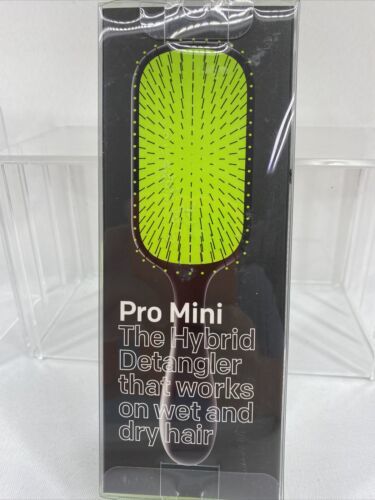 Pro Mini
The Hybrid
Detangler
that works
on wet and
dry hair